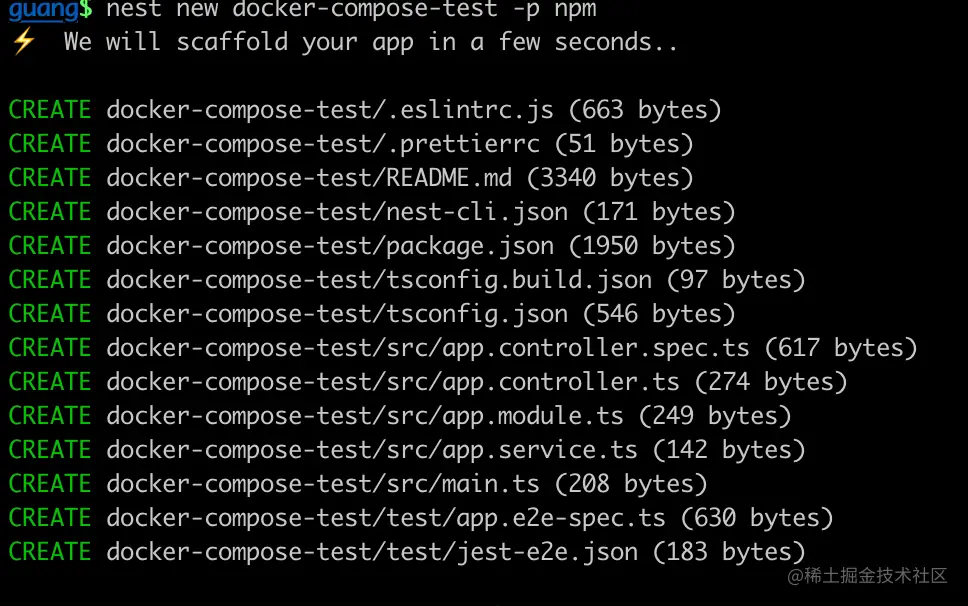 guang$ nest new docker-compose-test -p npm
⚡ We will scaffold your app in a few seconds..
CREATE docker-compose-test/.eslintrc.js (663 bytes)
CREATE docker-compose-test/.prettierrc (51 bytes)
CREATE docker-compose-test/README.md (3340 bytes)
CREATE docker-compose-test/nest-cli.json (171 bytes)
CREATE docker-compose-test/package.json (1950 bytes)
CREATE docker-compose-test/tsconfig.build.json (97 bytes)
CREATE docker-compose-test/tsconfig.json (546 bytes)
CREATE docker-compose-test/src/app.controller.spec.ts (617 bytes)
CREATE docker-compose-test/src/app.controller.ts (274 bytes)
CREATE docker-compose-test/src/app.module.ts (249 bytes)
CREATE docker-compose-test/src/app.service.ts (142 bytes)
CREATE docker-compose-test/src/main.ts (208 bytes)
CREATE docker-compose-test/test/app.e2e-spec.ts (630 bytes)
CREATE docker-compose-test/test/jest-e2e.json (183 bytes)
@稀土掘金技术社区